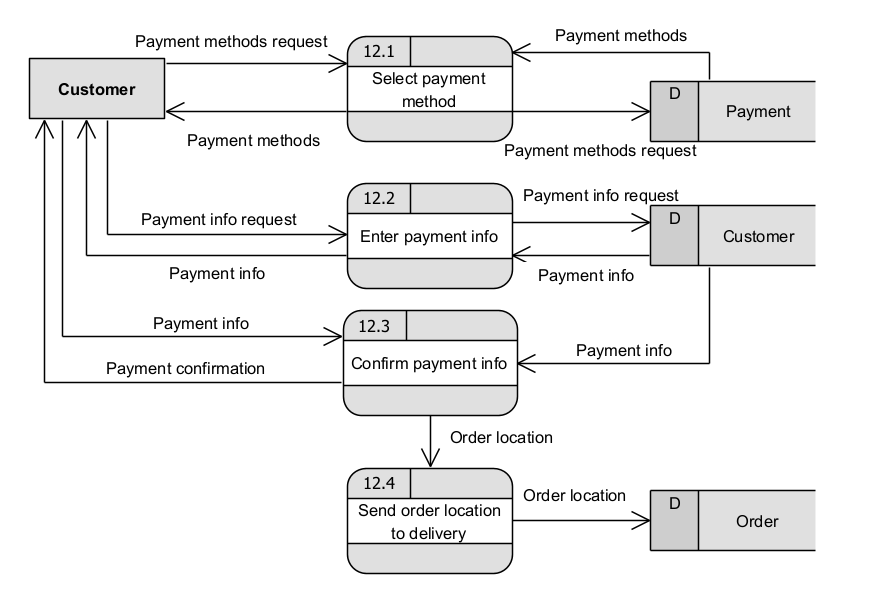 Payment methods request
Payment methods
12.1
Customer
Select payment
method
D
Payment
Payment methods
Payment methods request
12.2
Payment info request
D
Payment info request
Enter payment info
Customer
Payment info
Payment info
12.3
Payment info
Payment info
Confirm payment info
Payment confirmation
Order location
12.4
Order location
D
Send order location
to delivery
Order